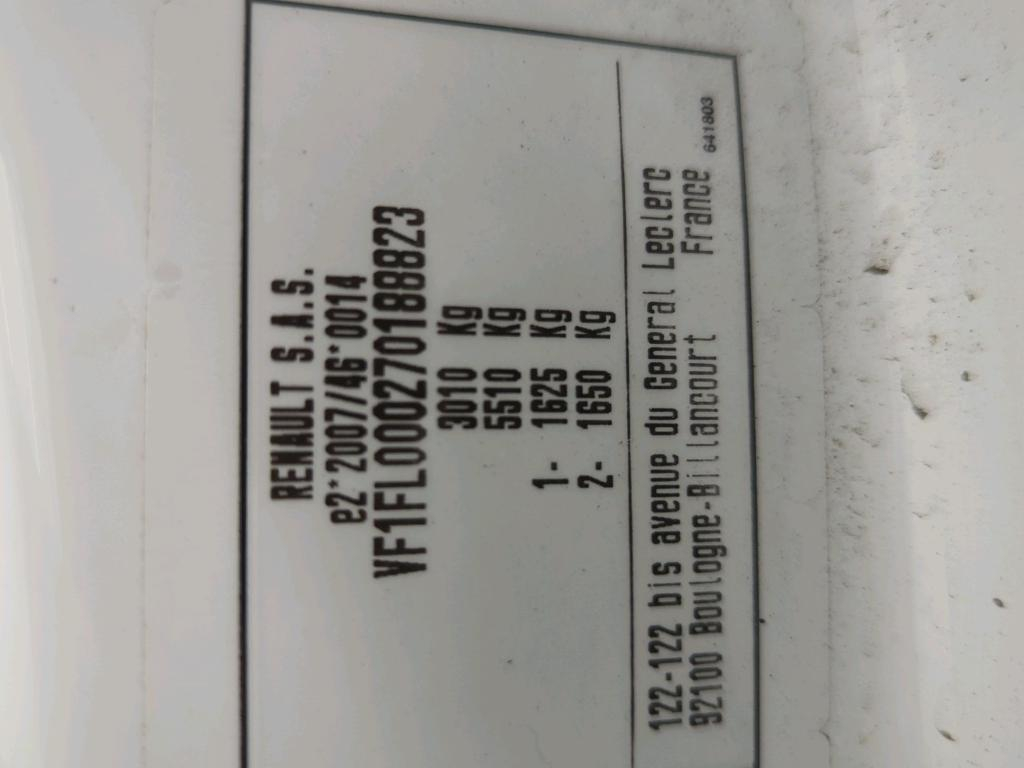 RENAULT S.A.S.
e2*2007/46*0014
VF1FL000270188823
3010 Kg
5510 Kg
1- 1625 Kg
2- 1650 Kg
122-122 bis avenue du General Leclerc
92100 Boulogne-Billancourt France
641803